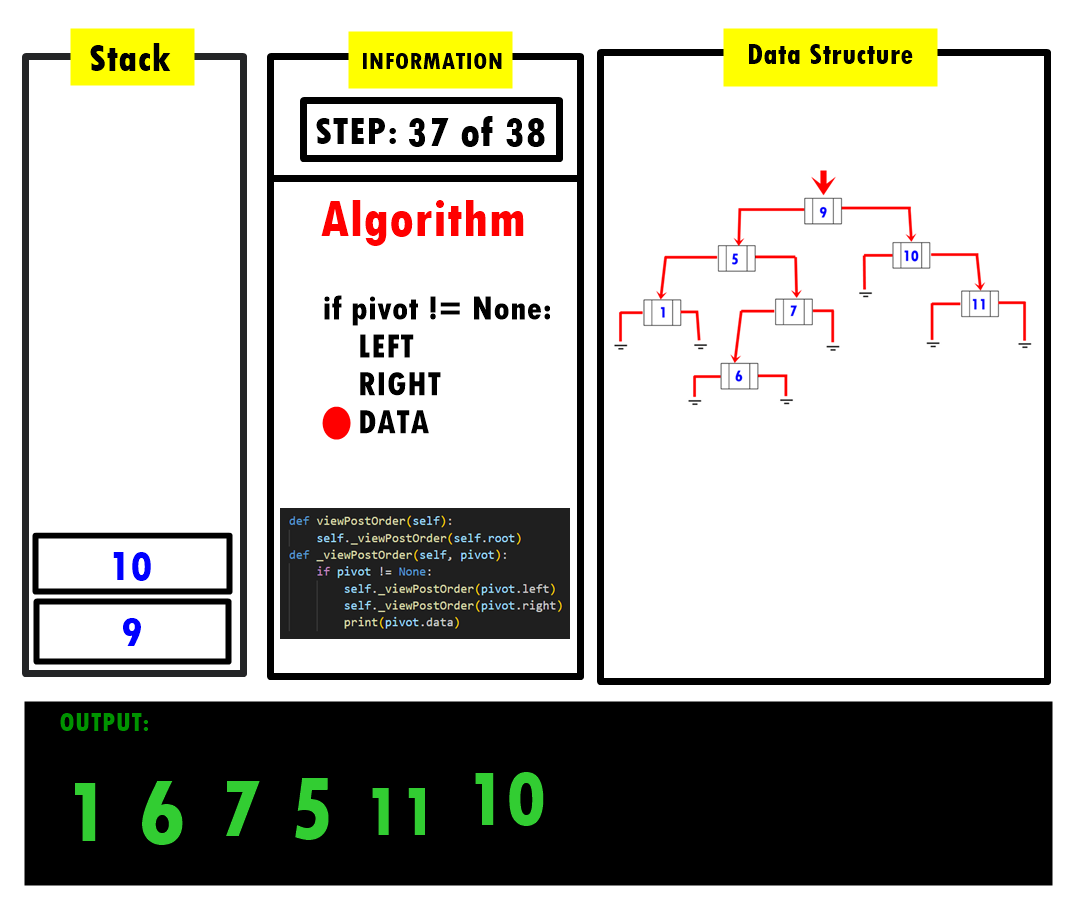 Stack
10
9
INFORMATION
STEP: 37 of 38
Algorithm
if pivot != None:
LEFT
RIGHT
DATA
def viewPostOrder(self):
self._viewPostOrder(self.root)
def _viewPostOrder(self, pivot):
if pivot != None:
self._viewPostOrder(pivot.left)
self._viewPostOrder(pivot.right)
print(pivot.data)
Data Structure
9
5
10
1
7
11
6
OUTPUT:
1 6 7 5 11 10